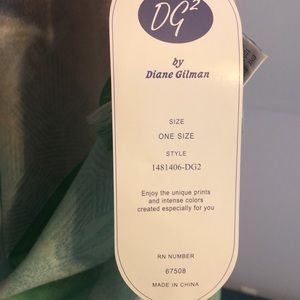 DG²
by
Diane Gilman
SIZE
ONE SIZE
STYLE
1481406-DG2
Enjoy the unique prints
and intense colors
created especially for you
RN NUMBER
67508
MADE IN CHINA